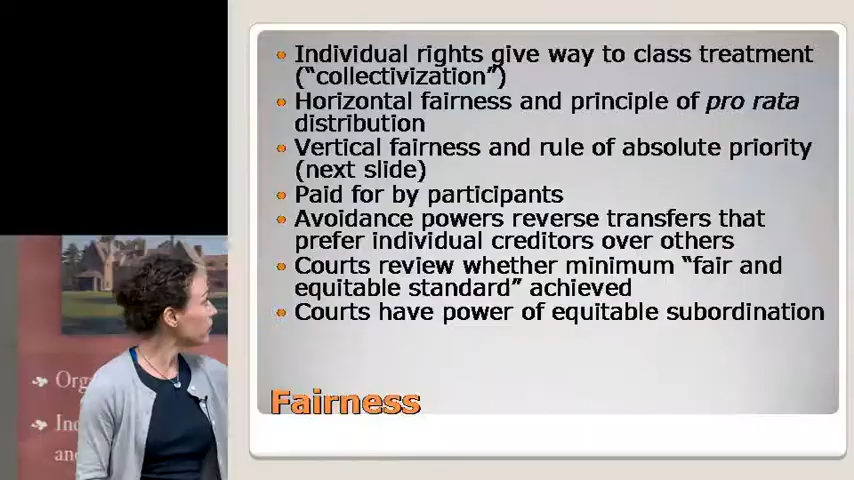 Individual rights give way to class treatment
("collectivization")
Horizontal fairness and principle of pro rata
distribution
Vertical fairness and rule of absolute priority
(next slide)
Paid for by participants
Avoidance powers reverse transfers that
prefer individual creditors over others
Courts review whether minimum "fair and
equitable standard" achieved
Courts have power of equitable subordination
Fairness